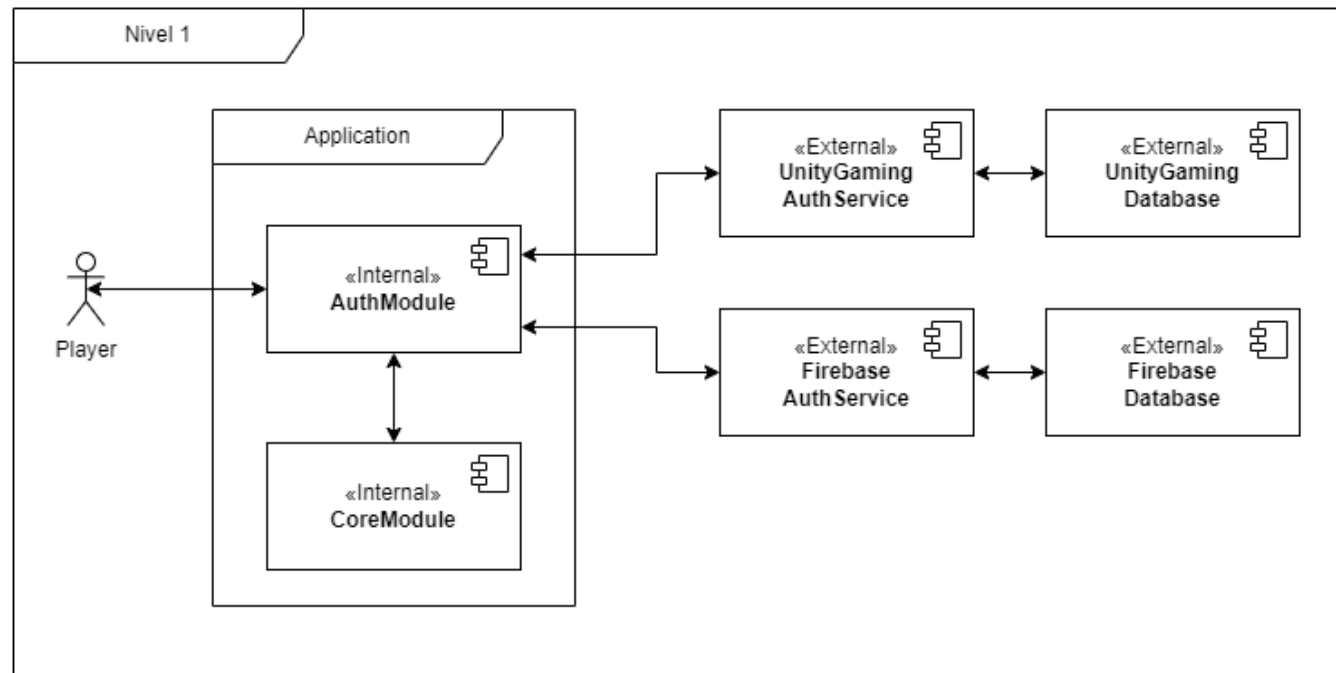 Nivel 1
Application
«External»
UnityGaming
AuthService
«External»
UnityGaming
Database
«Internal»
AuthModule
Player
«External»
Firebase
AuthService
«External»
Firebase
Database
«Internal»
CoreModule